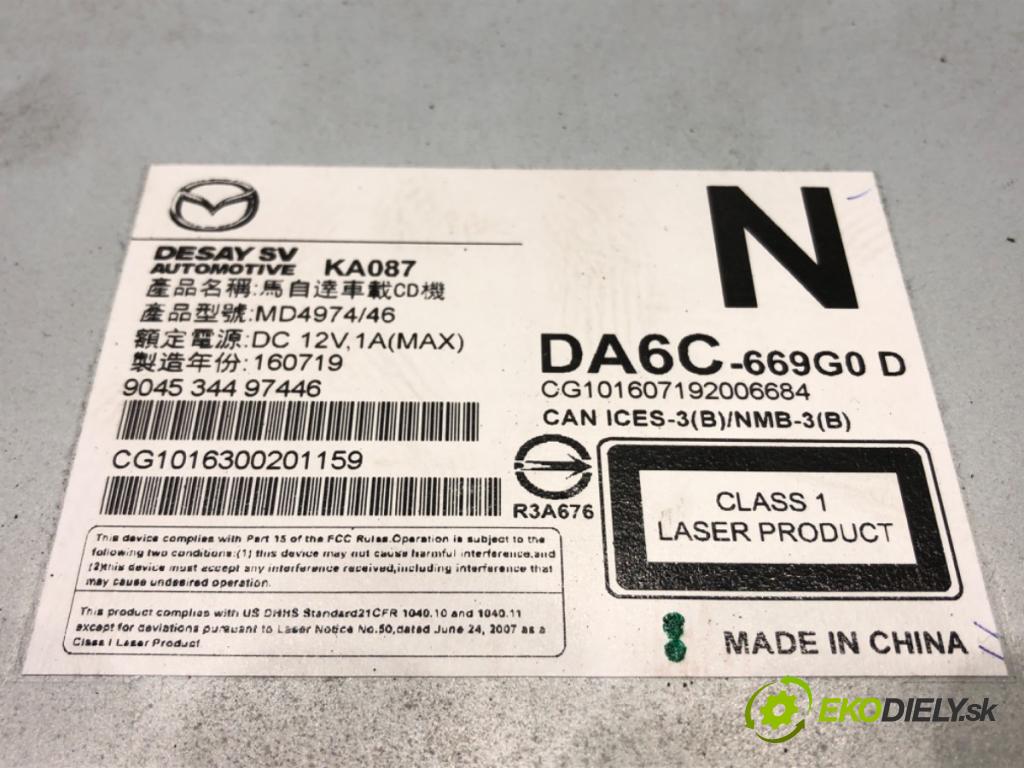 N
DESAY SV
AUTOMOTIVE KA087
產品名稱:馬自達車載CD機
產品型號:MD4974/46
額定電源:DC 12V,1A(MAX)
製造年份:160719
9045 344 97446
CG1016300201159
DA6C-669G0 D
CG101607192006684
CAN ICES-3(B)/NMB-3(B)
R3A676
CLASS 1
LASER PRODUCT
This device complies with Part 15 of the FCC Rules.Operation is subject to the
following two conditions:(1) this device may not cause harmful interference,and
(2)this device must accept any interference received,including interference that
may cause undesired operation.
This product complies with US DHHS Standard21CFR 1040.10 and 1040.11
except for deviations pursuant to Laser Notice No.50,dated June 24, 2007 as a
Class I Laser Product
MADE IN CHINA
EKODIELY.sk